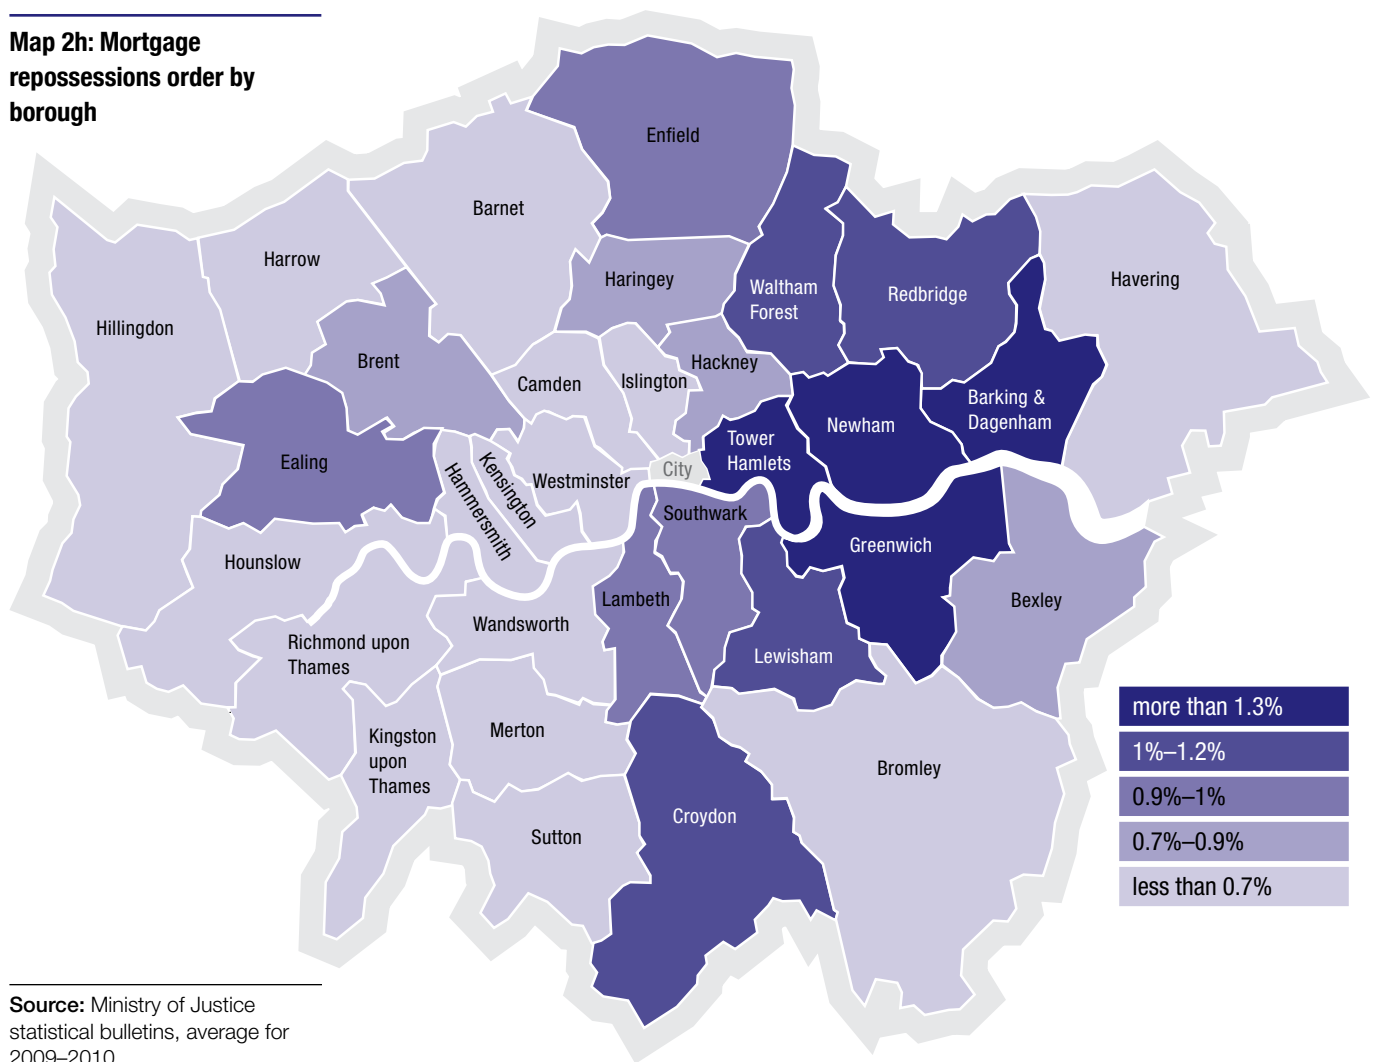 Map 2h: Mortgage
repossessions order by
borough
Enfield
Barnet
Harrow
Haringey
Waltham
Forest
Redbridge
Havering
Hillingdon
Brent
Hackney
Camden
Islington
Barking &
Dagenham
Newham
Tower
Hamlets
Ealing
City
Westminster
Kensington
Hammersmith
Southwark
Greenwich
Hounslow
Lambeth
Bexley
Wandsworth
Richmond upon
Thames
Lewisham
Kingston
upon
Thames
Merton
Bromley
Croydon
Sutton
more than 1.3%
1%–1.2%
0.9%–1%
0.7%–0.9%
less than 0.7%
Source: Ministry of Justice
statistical bulletins, average for
2009–2010